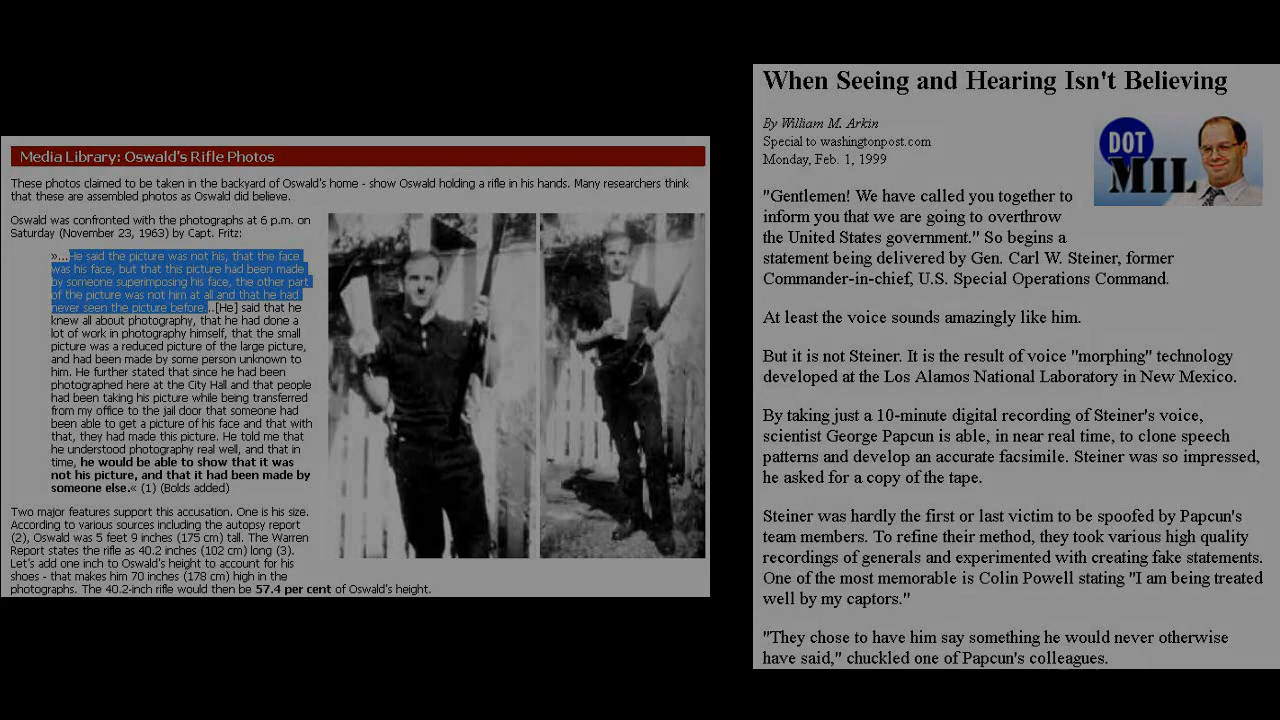 Media Library: Oswald's Rifle Photos
These photos claimed to be taken in the backyard of Oswald's home - show Oswald holding a rifle in his hands. Many researchers think
that these are assembled photos as Oswald did believe.
Oswald was confronted with the photographs at 6 p.m. on
Saturday (November 23, 1963) by Capt. Fritz:
»...He said the picture was not his, that the face
was his face, but that this picture had been made
by someone superimposing his face, the other part
of the picture was not him at all and that he had
never seen the picture before...[He] said that he
knew all about photography, that he had done a
lot of work in photography himself, that the small
picture was a reduced picture of the large picture,
and had been made by some person unknown to
him. He further stated that since he had been
photographed here at the City Hall and that people
had been taking his picture while being transferred
from my office to the jail door that someone had
been able to get a picture of his face and that with
that, they had made this picture. He told me that
he understood photography real well, and that in
time, he would be able to show that it was
not his picture, and that it had been made by
someone else.« (1) (Bolds added)
Two major features support this accusation. One is his size.
According to various sources including the autopsy report
(2), Oswald was 5 feet 9 inches (175 cm) tall. The Warren
Report states the rifle as 40.2 inches (102 cm) long (3).
Let's add one inch to Oswald's height to account for his
shoes - that makes him 70 inches (178 cm) high in the
photographs. The 40.2-inch rifle would then be 57.4 per cent of Oswald's height.
When Seeing and Hearing Isn't Believing
By William M. Arkin
Special to washingtonpost.com
Monday, Feb. 1, 1999
DOT
MIL
"Gentlemen! We have called you together to
inform you that we are going to overthrow
the United States government." So begins a
statement being delivered by Gen. Carl W. Steiner, former
Commander-in-chief, U.S. Special Operations Command.
At least the voice sounds amazingly like him.
But it is not Steiner. It is the result of voice "morphing" technology
developed at the Los Alamos National Laboratory in New Mexico.
By taking just a 10-minute digital recording of Steiner's voice,
scientist George Papcun is able, in near real time, to clone speech
patterns and develop an accurate facsimile. Steiner was so impressed,
he asked for a copy of the tape.
Steiner was hardly the first or last victim to be spoofed by Papcun's
team members. To refine their method, they took various high quality
recordings of generals and experimented with creating fake statements.
One of the most memorable is Colin Powell stating "I am being treated
well by my captors."
"They chose to have him say something he would never otherwise
have said," chuckled one of Papcun's colleagues.